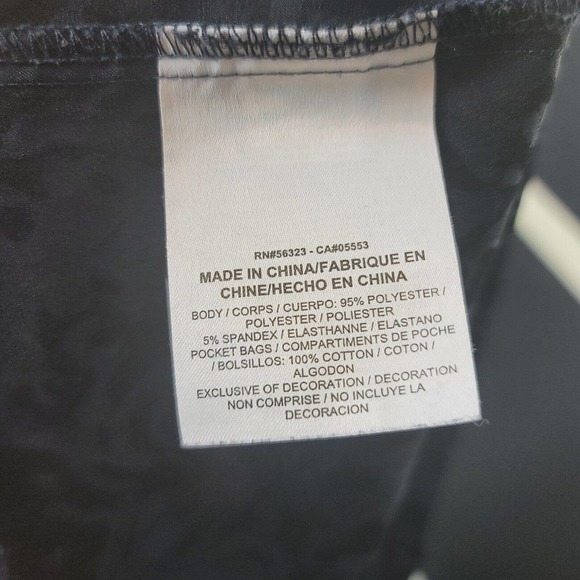 RN#56323 - CA#05553
MADE IN CHINA/FABRIQUE EN
CHINE/HECHO EN CHINA
BODY / CORPS / CUERPO: 95% POLYESTER /
POLYESTER / POLIESTER
5% SPANDEX / ELASTHANNE / ELASTANO
POCKET BAGS / COMPARTIMENTS DE POCHE
/ BOLSILLOS: 100% COTTON / COTON /
ALGODON
EXCLUSIVE OF DECORATION / DECORATION
NON COMPRISE / NO INCLUYE LA
DECORACION